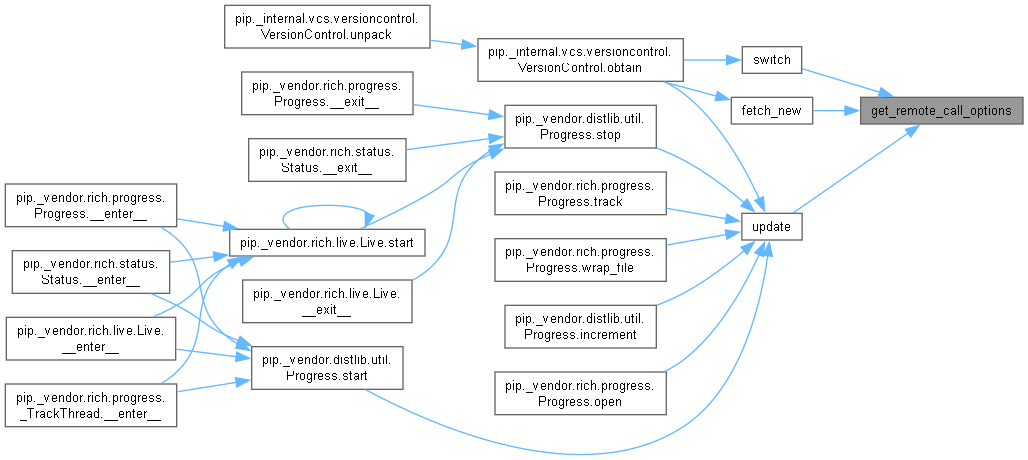 pip._internal.vcs.versioncontrol.
VersionControl.unpack
pip._internal.vcs.versioncontrol.
VersionControl.obtain
switch
pip._vendor.rich.progress.
Progress.__exit__
fetch_new
get_remote_call_options
pip._vendor.distlib.util.
Progress.stop
pip._vendor.rich.status.
Status.__exit__
pip._vendor.rich.progress.
Progress.track
pip._vendor.rich.progress.
Progress.__enter__
update
pip._vendor.rich.live.Live.start
pip._vendor.rich.progress.
Progress.wrap_file
pip._vendor.rich.status.
Status.__enter__
pip._vendor.rich.live.Live.
__exit__
pip._vendor.distlib.util.
Progress.increment
pip._vendor.rich.live.Live.
__enter__
pip._vendor.distlib.util.
Progress.start
pip._vendor.rich.progress.
Progress.open
pip._vendor.rich.progress.
_TrackThread.__enter__